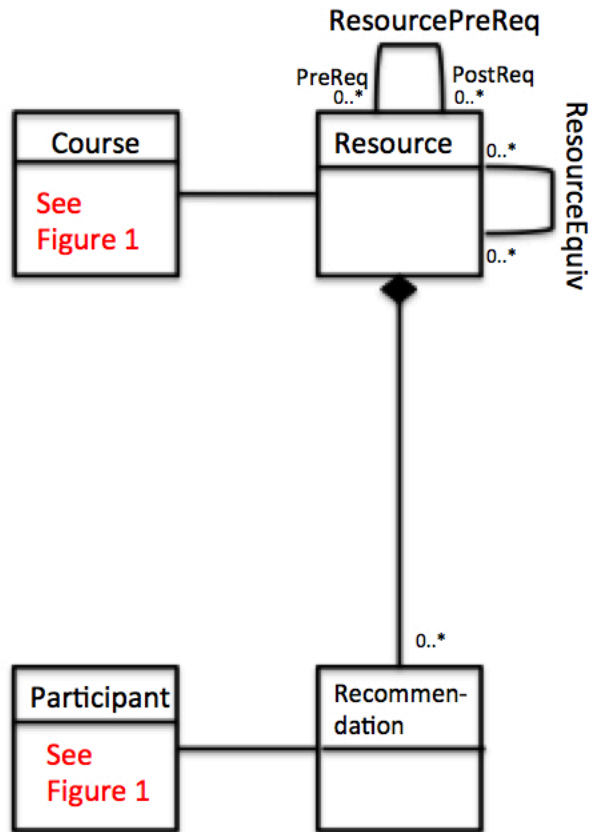 ResourcePreReq
PreReq
PostReq
0..*
0..*
Course
Resource
0..*
ResourceEquiv
See
Figure 1
0..*
0..*
Participant
Recommen-
dation
See
Figure 1